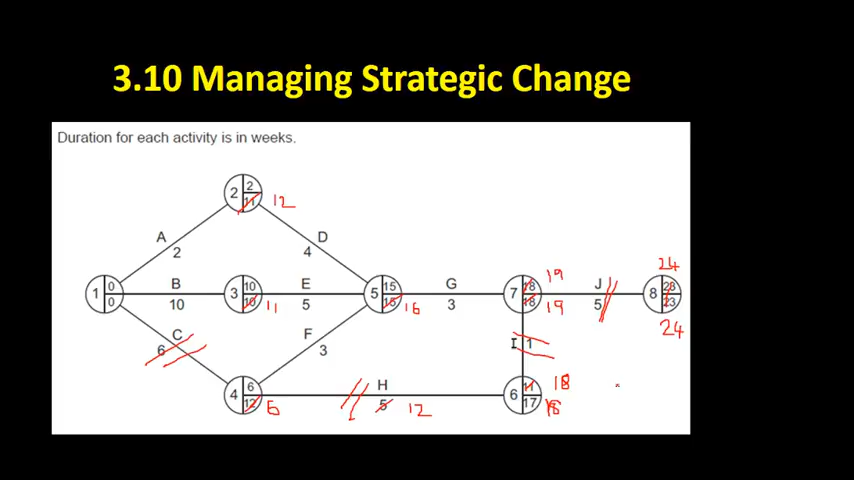 3.10 Managing Strategic Change
Duration for each activity is in weeks.
2 2 11 12
A 2
D 4
1 0 0
B 10
3 10 10 11
E 5
5 15 15 16
G 3
7 18 18 19 19
J 5
8 23 23 24 24
C 6
F 3
I 1
4 6 12 6
H 5 12
6 11 17 18 18